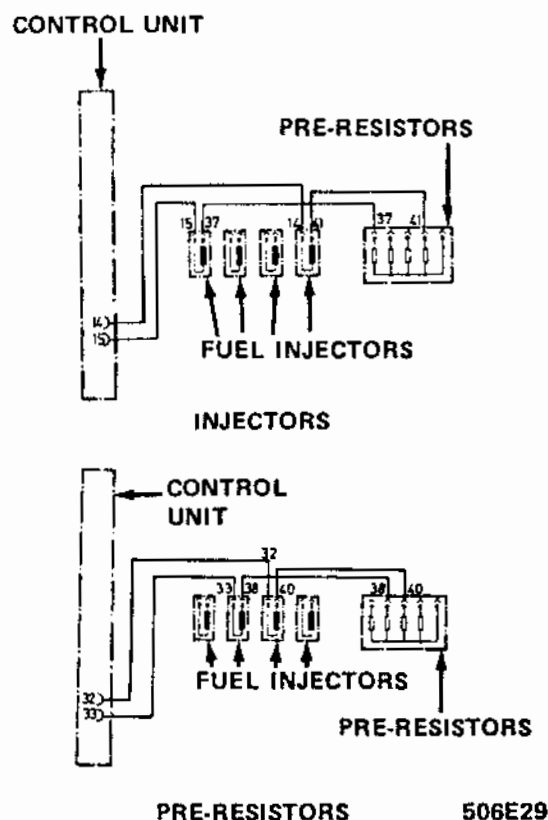 CONTROL UNIT
PRE-RESISTORS
15 37 14 41 37 41
14
15
FUEL INJECTORS
INJECTORS
CONTROL
UNIT
32
33 38 40 38 40
32
33
FUEL INJECTORS
PRE-RESISTORS
PRE-RESISTORS 506E29